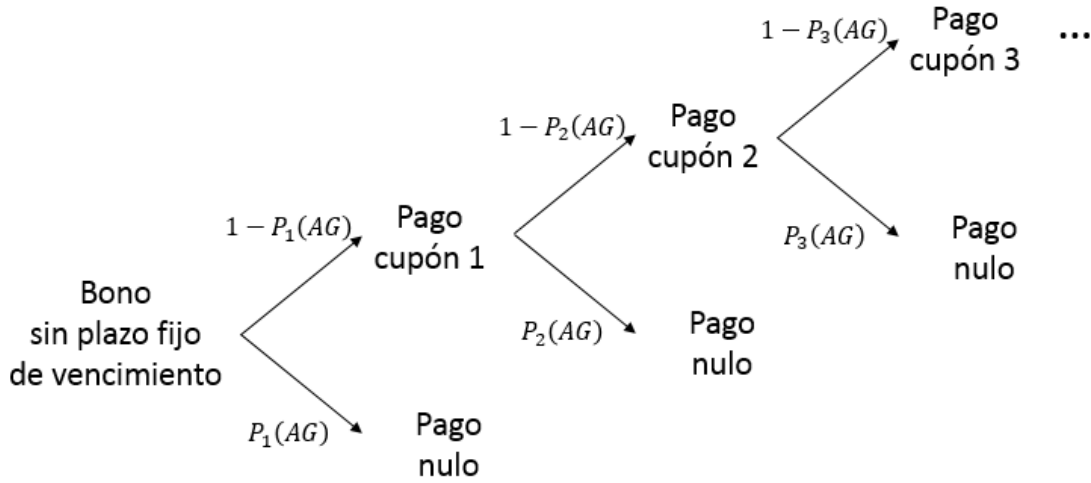 1 − P₃(AG)
Pago
cupón 3
...
1 − P₂(AG)
Pago
cupón 2
1 − P₁(AG)
Pago
cupón 1
P₃(AG)
Pago
nulo
Bono
sin plazo fijo
de vencimiento
P₂(AG)
Pago
nulo
P₁(AG)
Pago
nulo